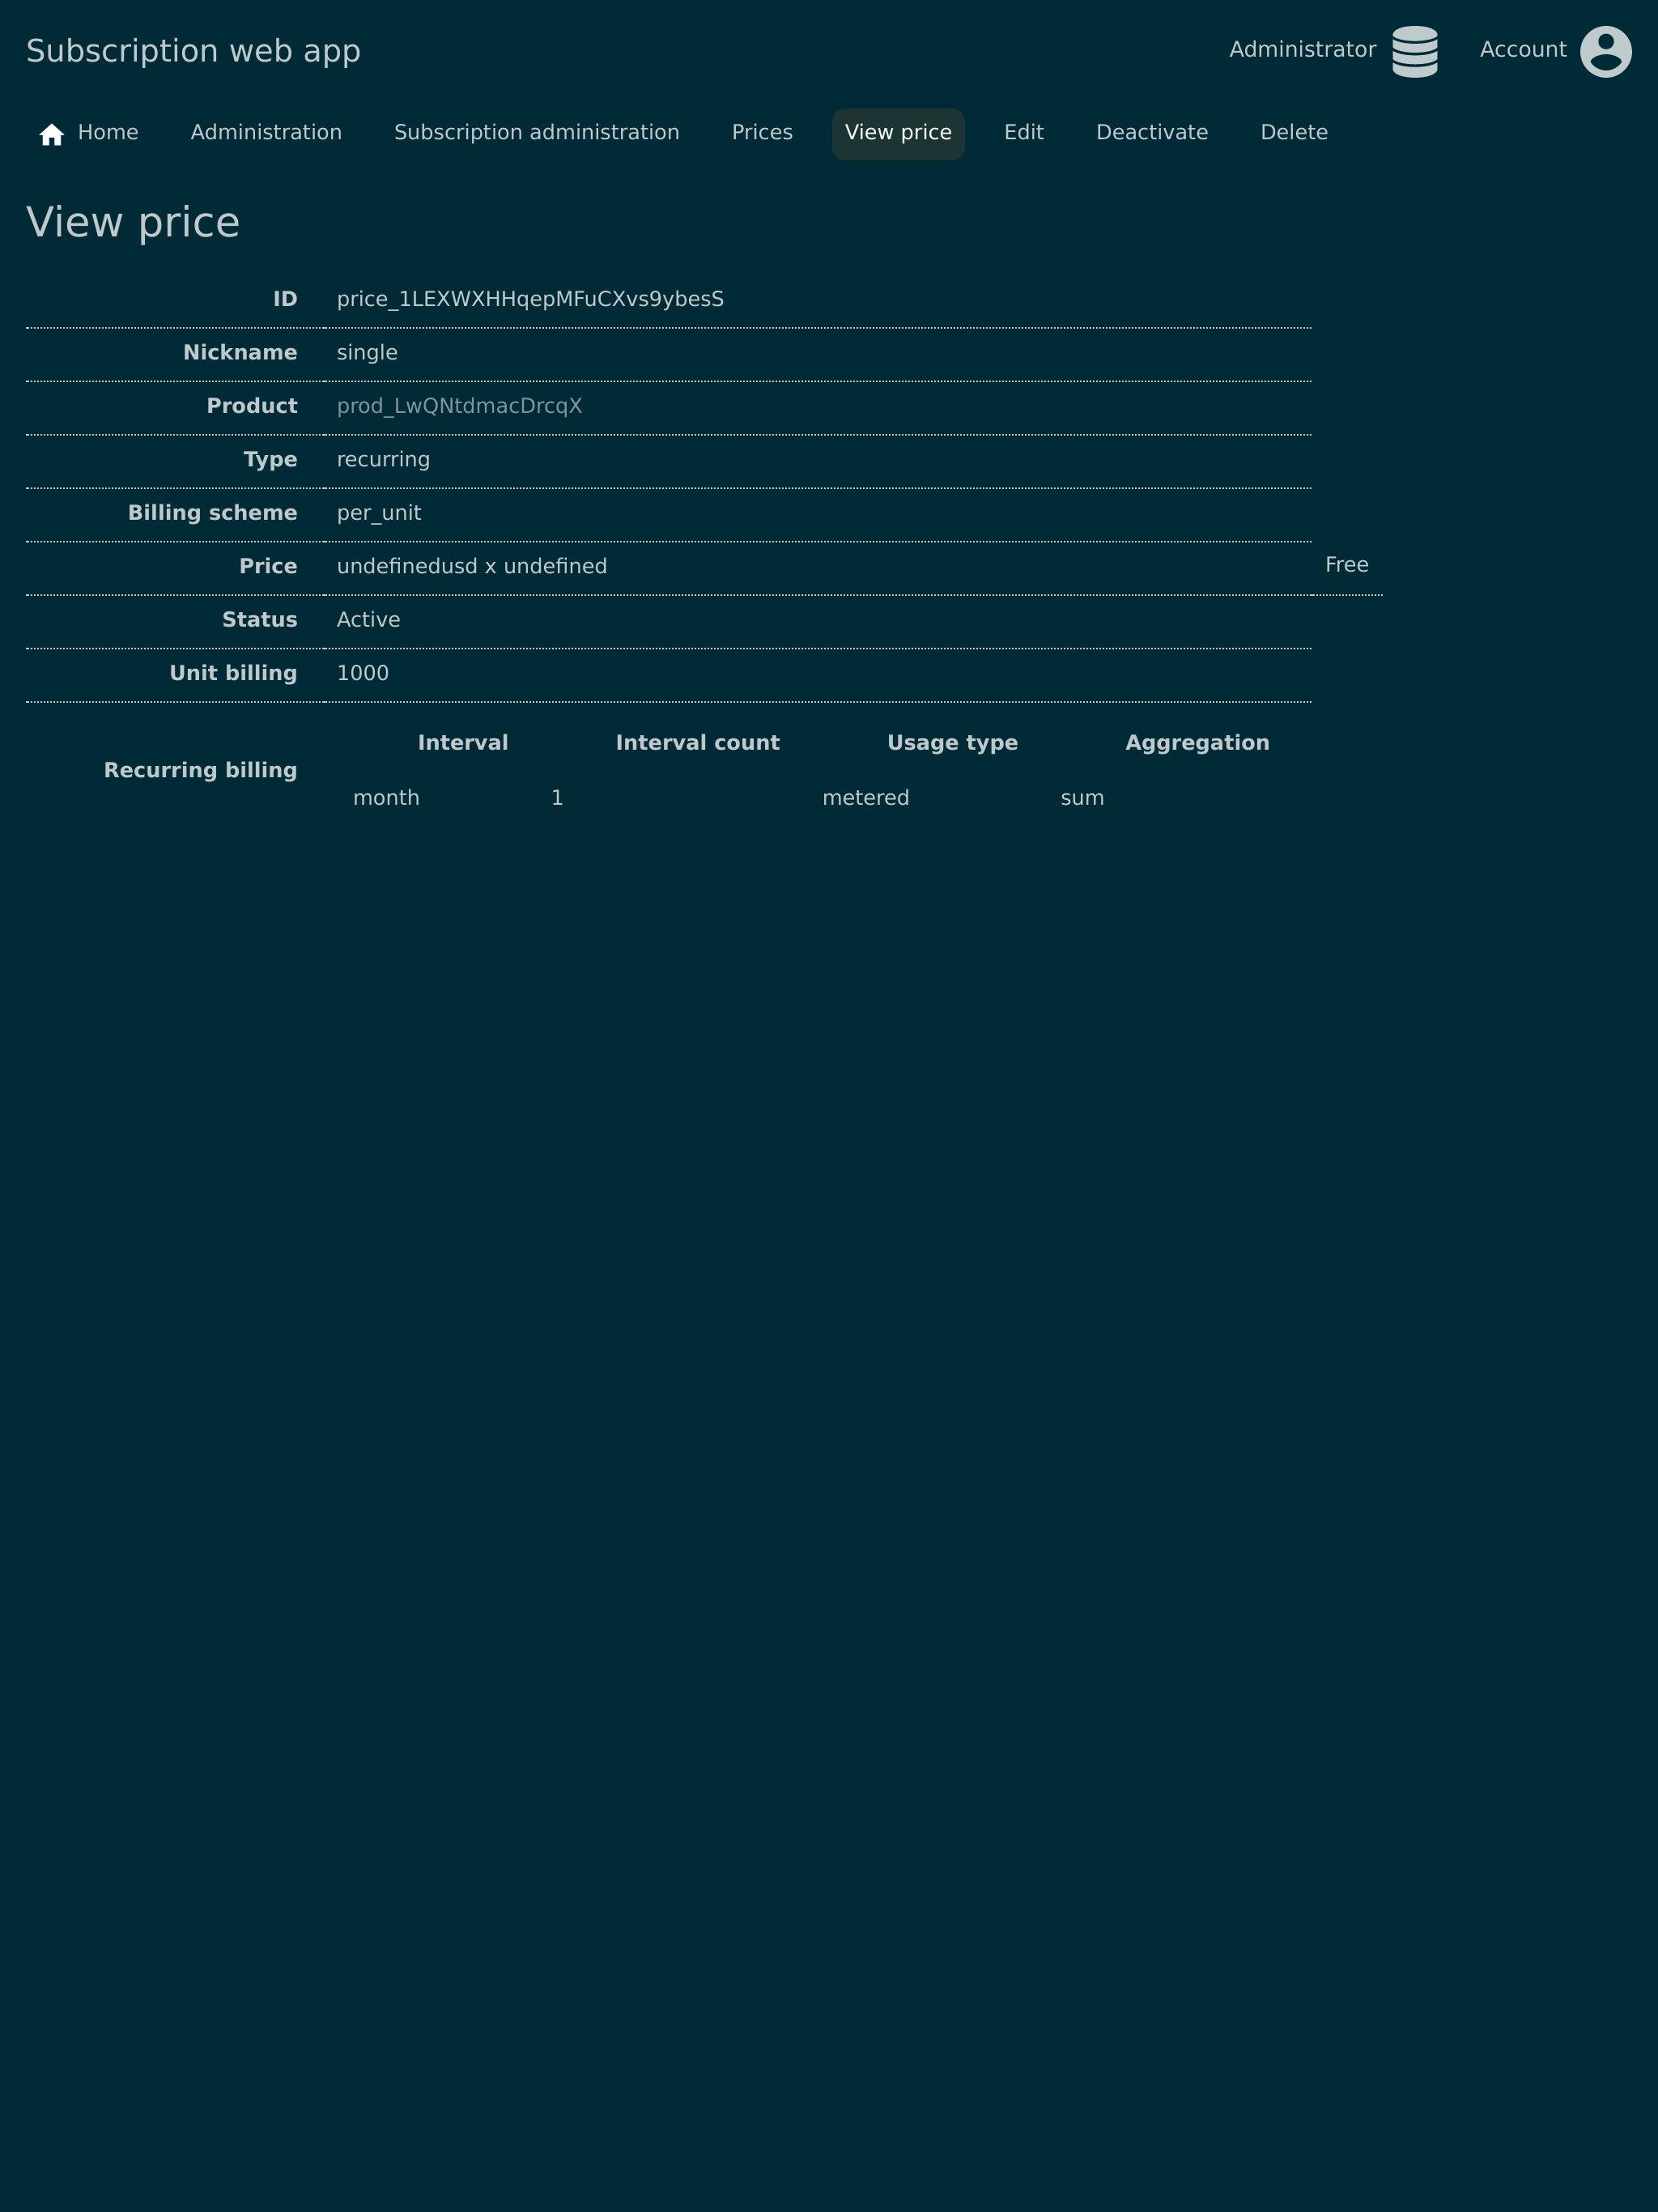 Subscription web app
Administrator Account
Home Administration Subscription administration Prices View price Edit Deactivate Delete
View price
ID price_1LEXWXHHqepMFuCXvs9ybesS
Nickname single
Product prod_LwQNtdmacDrcqX
Type recurring
Billing scheme per_unit
Price undefinedusd x undefined Free
Status Active
Unit billing 1000
Recurring billing
Interval Interval count Usage type Aggregation
month 1 metered sum